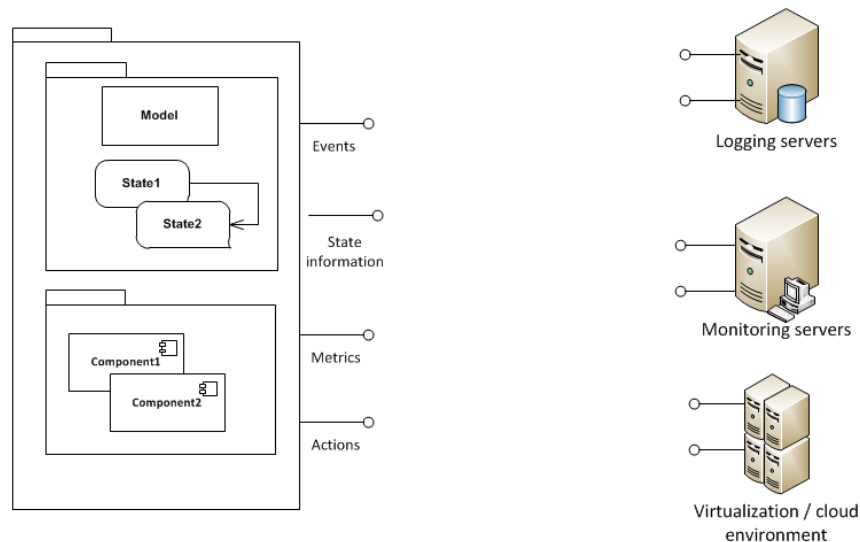 Model
State1
State2
Component1
Component2
Events
State
information
Metrics
Actions
Logging servers
Monitoring servers
Virtualization / cloud
environment